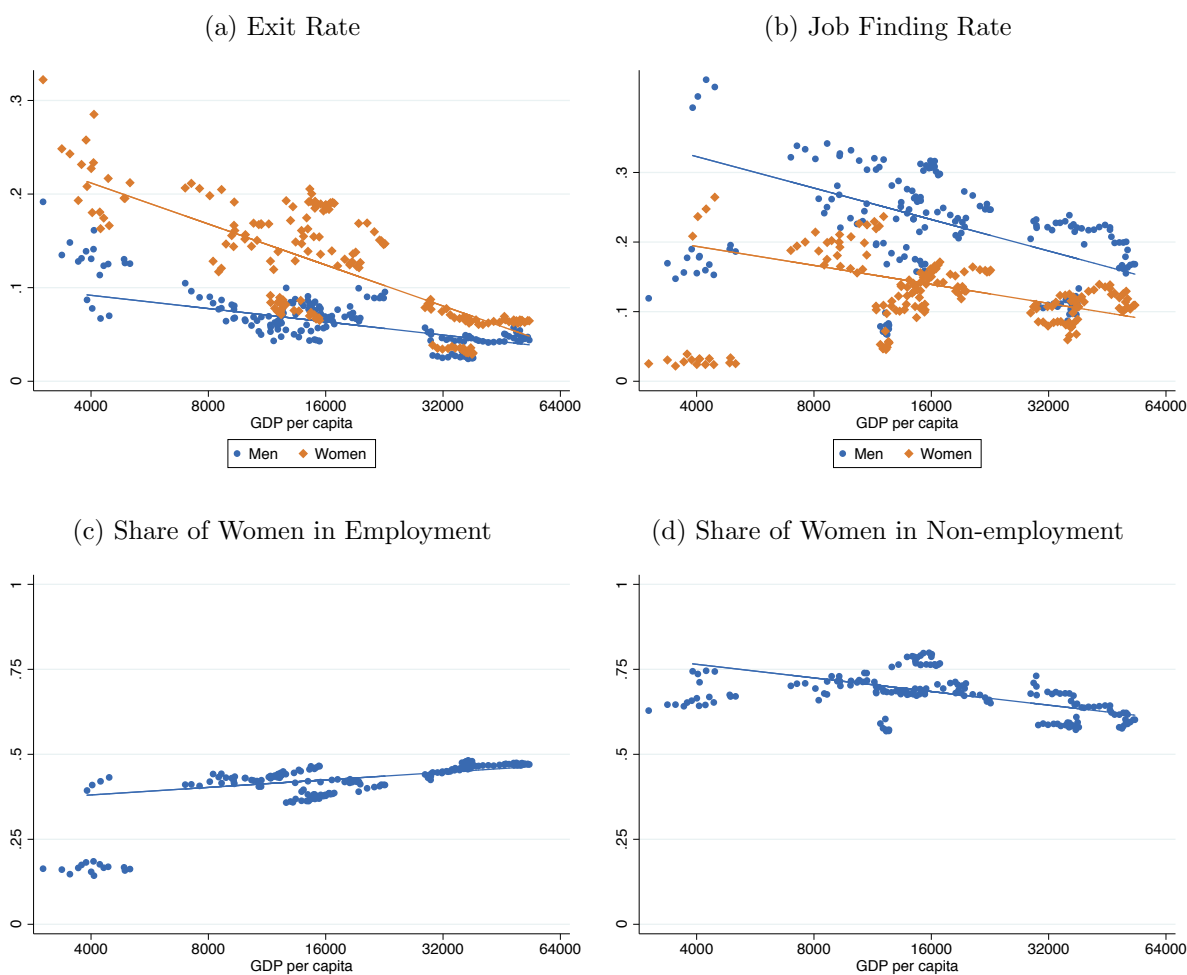 (a) Exit Rate
.3
.2
.1
0
4000 8000 16000 32000 64000
GDP per capita
Men Women
(b) Job Finding Rate
.3
.2
.1
0
4000 8000 16000 32000 64000
GDP per capita
Men Women
(c) Share of Women in Employment
1
.75
.5
.25
0
4000 8000 16000 32000 64000
GDP per capita
(d) Share of Women in Non-employment
1
.75
.5
.25
0
4000 8000 16000 32000 64000
GDP per capita